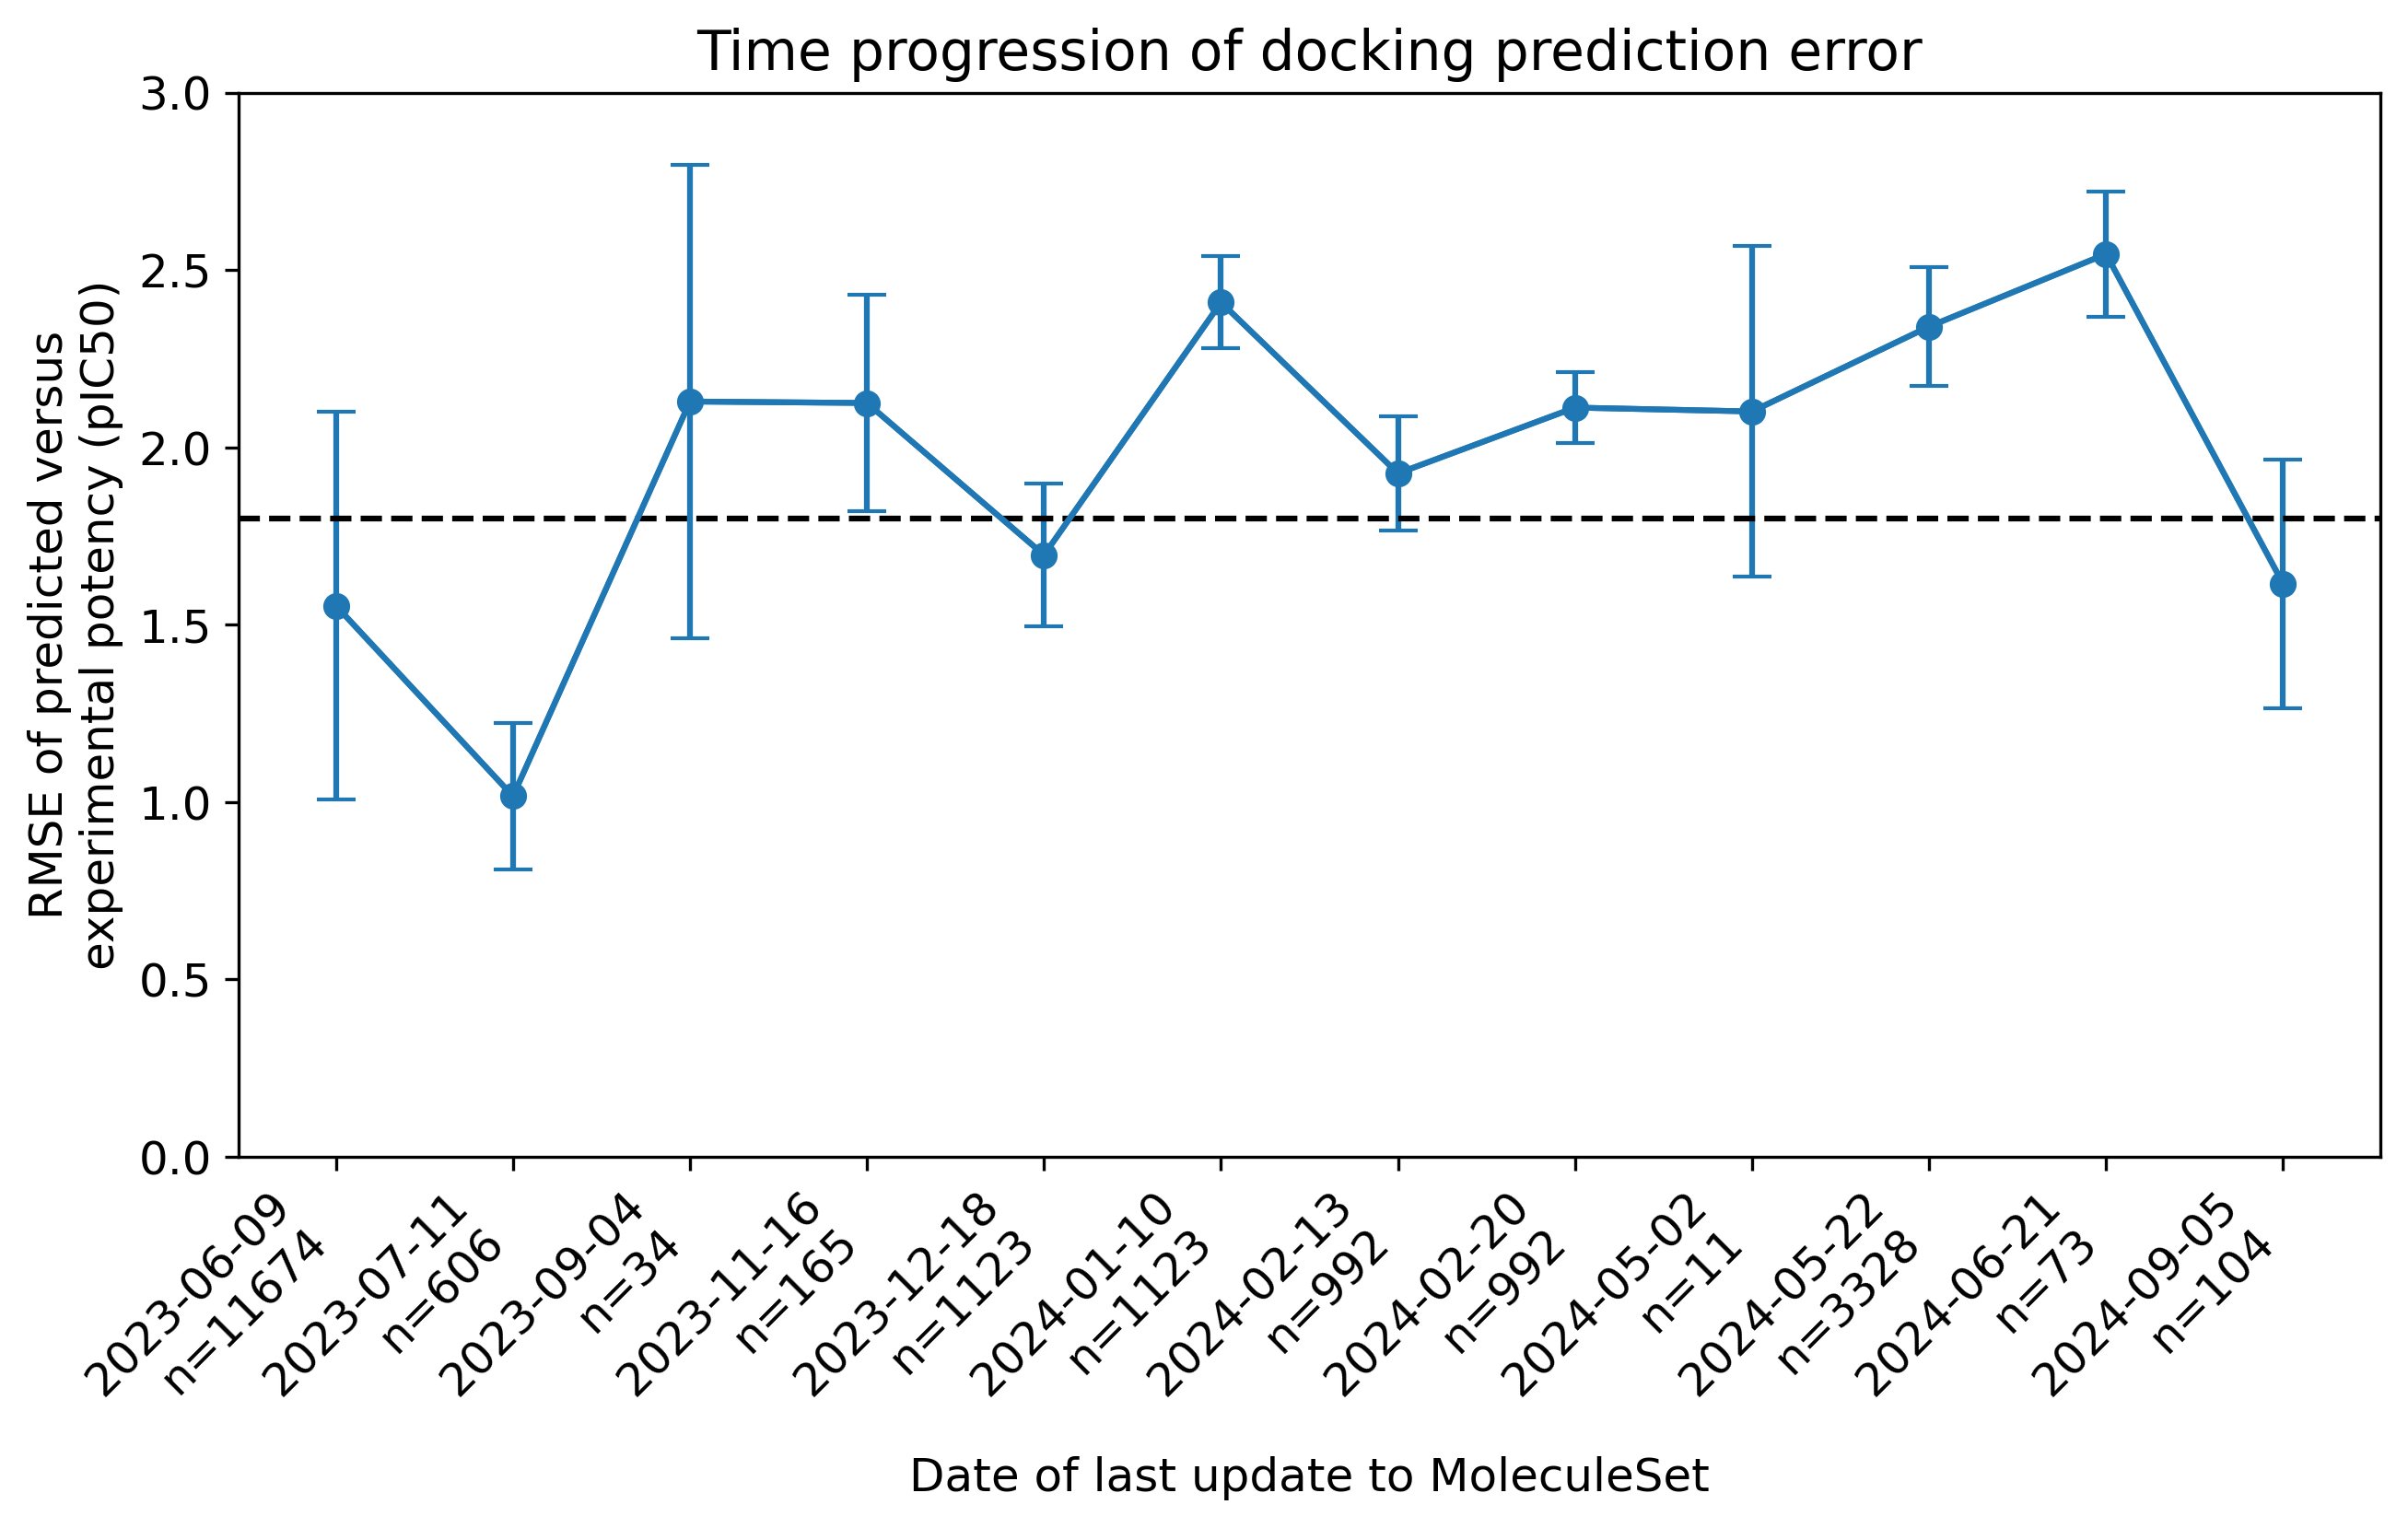 Time progression of docking prediction error
RMSE of predicted versus
experimental potency (pIC50)
3.0
2.5
2.0
1.5
1.0
0.5
0.0
2023-06-09
n=11674
2023-07-11
n=606
2023-09-04
n=34
2023-11-16
n=165
2023-12-18
n=1123
2024-01-10
n=1123
2024-02-13
n=992
2024-02-20
n=992
2024-05-02
n=11
2024-05-22
n=3328
2024-06-21
n=73
2024-09-05
n=104
Date of last update to MoleculeSet